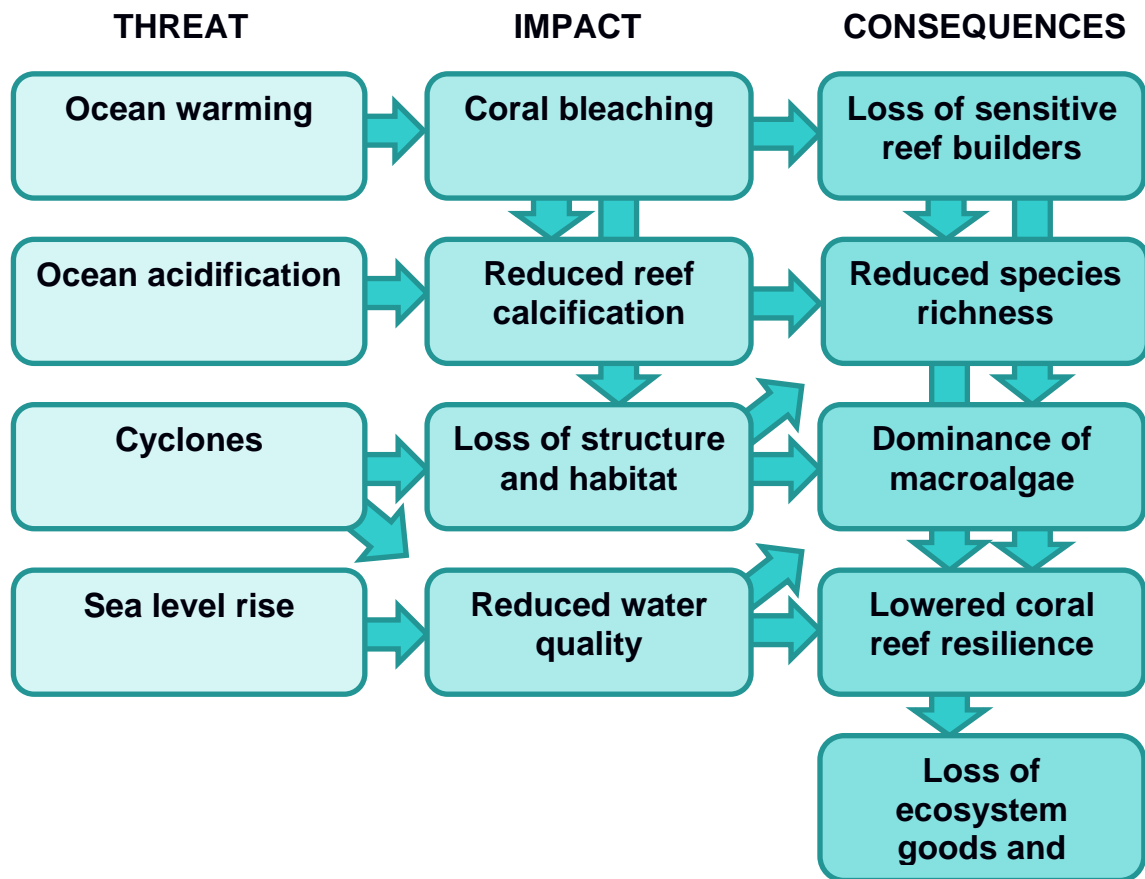 THREAT
IMPACT
CONSEQUENCES
Ocean warming
Coral bleaching
Loss of sensitive
reef builders
Ocean acidification
Reduced reef
calcification
Reduced species
richness
Cyclones
Loss of structure
and habitat
Dominance of
macroalgae
Sea level rise
Reduced water
quality
Lowered coral
reef resilience
Loss of
ecosystem
goods and